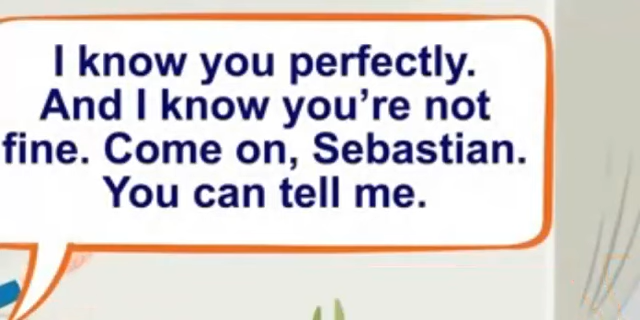 I know you perfectly.
And I know you’re not
fine. Come on, Sebastian.
You can tell me.